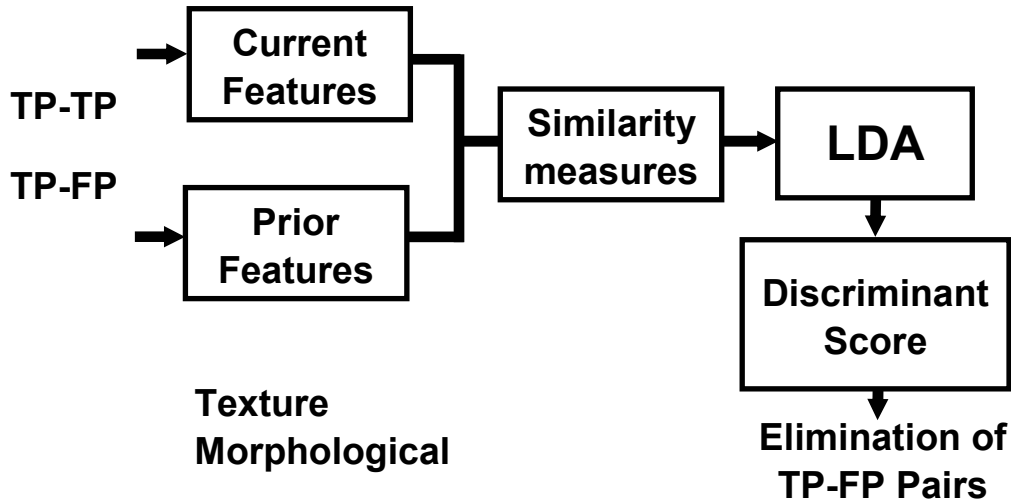 TP-TP
TP-FP
Current
Features
Prior
Features
Similarity
measures
LDA
Discriminant
Score
Elimination of
TP-FP Pairs
Texture
Morphological